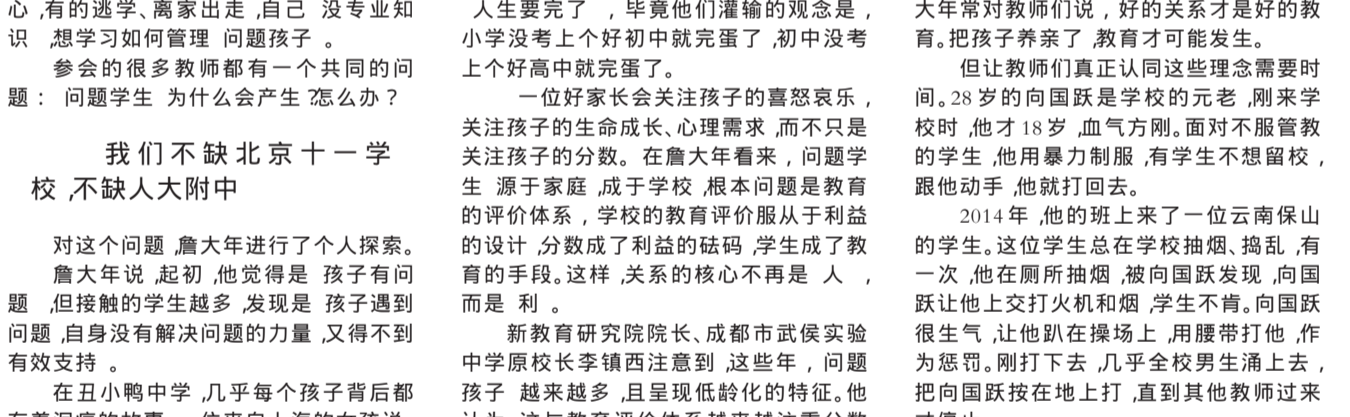 心,有的逃学、离家出走,自己 没专业知
识 ,想学习如何管理 问题孩子 。
参会的很多教师都有一个共同的问
题: 问题学生 为什么会产生?怎么办?
我们不缺北京十一学
校,不缺人大附中
对这个问题,詹大年进行了个人探索。
詹大年说,起初,他觉得是 孩子有问
题 ,但接触的学生越多,发现是 孩子遇到
问题,自身没有解决问题的力量,又得不到
有效支持 。
在丑小鸭中学,几乎每个孩子背后都
人生要完了 ,毕竟他们灌输的观念是,
小学没考上个好初中就完蛋了,初中没考
上个好高中就完蛋了。
一位好家长会关注孩子的喜怒哀乐,
关注孩子的生命成长、心理需求,而不只是
关注孩子的分数。在詹大年看来,问题学
生 源于家庭,成于学校,根本问题是教育
的评价体系,学校的教育评价服从于利益
的设计,分数成了利益的砝码,学生成了教
育的手段。这样,关系的核心不再是 人 ,
而是 利 。
新教育研究院院长、成都市武侯实验
中学原校长李镇西注意到,这些年,问题
孩子 越来越多,且呈现低龄化的特征。他
大年常对教师们说,好的关系才是好的教
育。把孩子养亲了,教育才可能发生。
但让教师们真正认同这些理念需要时
间。28岁的向国跃是学校的元老,刚来学
校时,他才18岁,血气方刚。面对不服管教
的学生,他用暴力制服,有学生不想留校,
跟他动手,他就打回去。
2014年,他的班上来了一位云南保山
的学生。这位学生总在学校抽烟、捣乱,有
一次,他在厕所抽烟,被向国跃发现,向国
跃让他上交打火机和烟,学生不肯。向国跃
很生气,让他趴在操场上,用腰带打他,作
为惩罚。刚打下去,几乎全校男生涌上去,
把向国跃按在地上打,直到其他教师过来